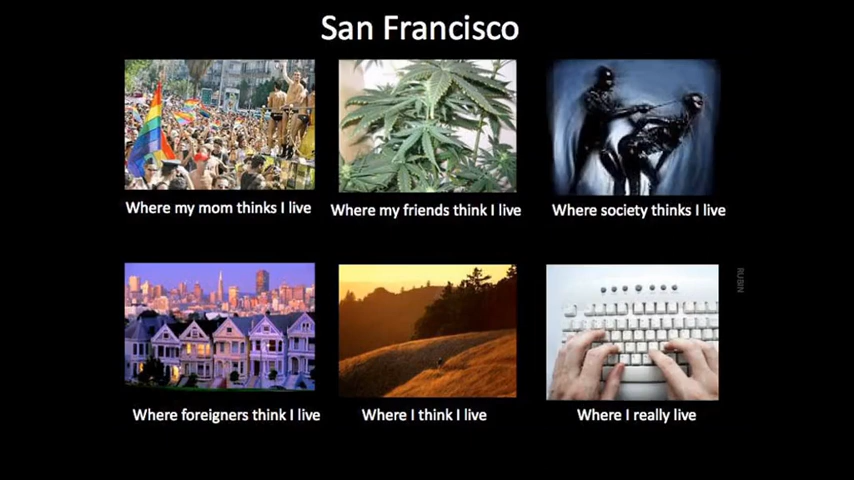 San Francisco
Where my mom thinks I live
Where my friends think I live
Where society thinks I live
RUBIN
Where foreigners think I live
Where I think I live
Where I really live